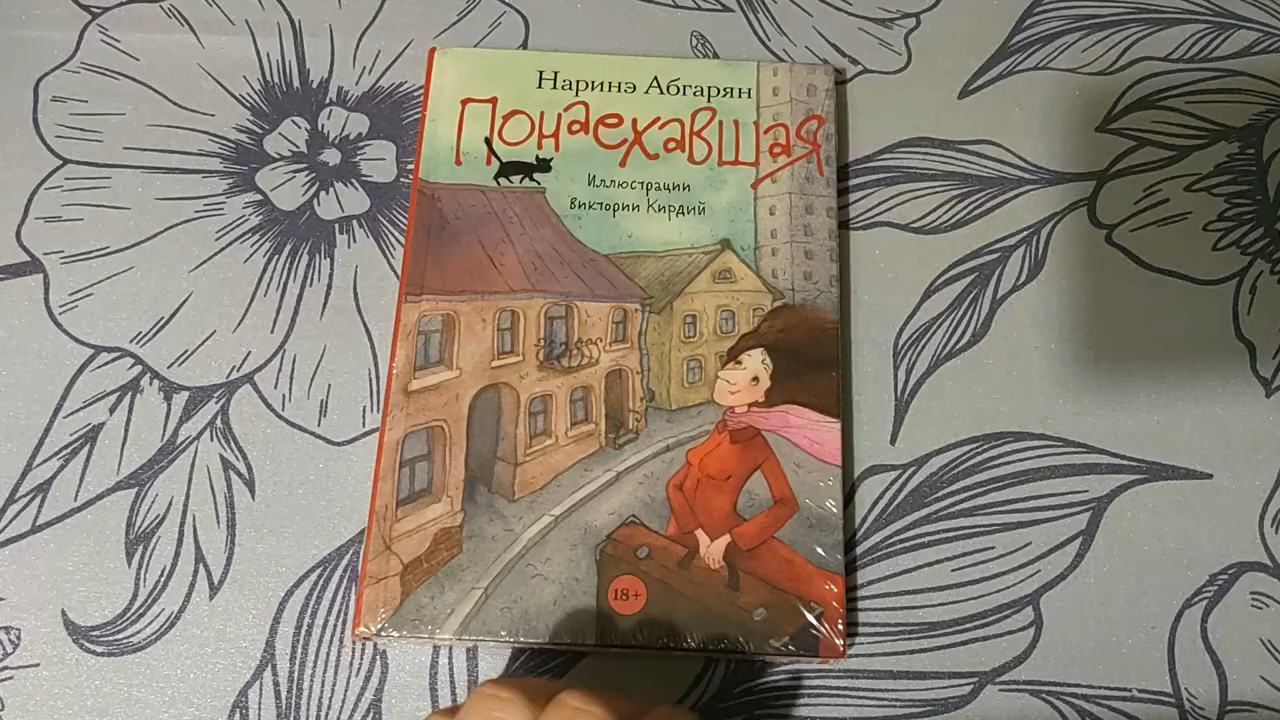 Наринэ Абгарян
Понаехавшая
Иллюстрации
Виктории Кирдий
18+